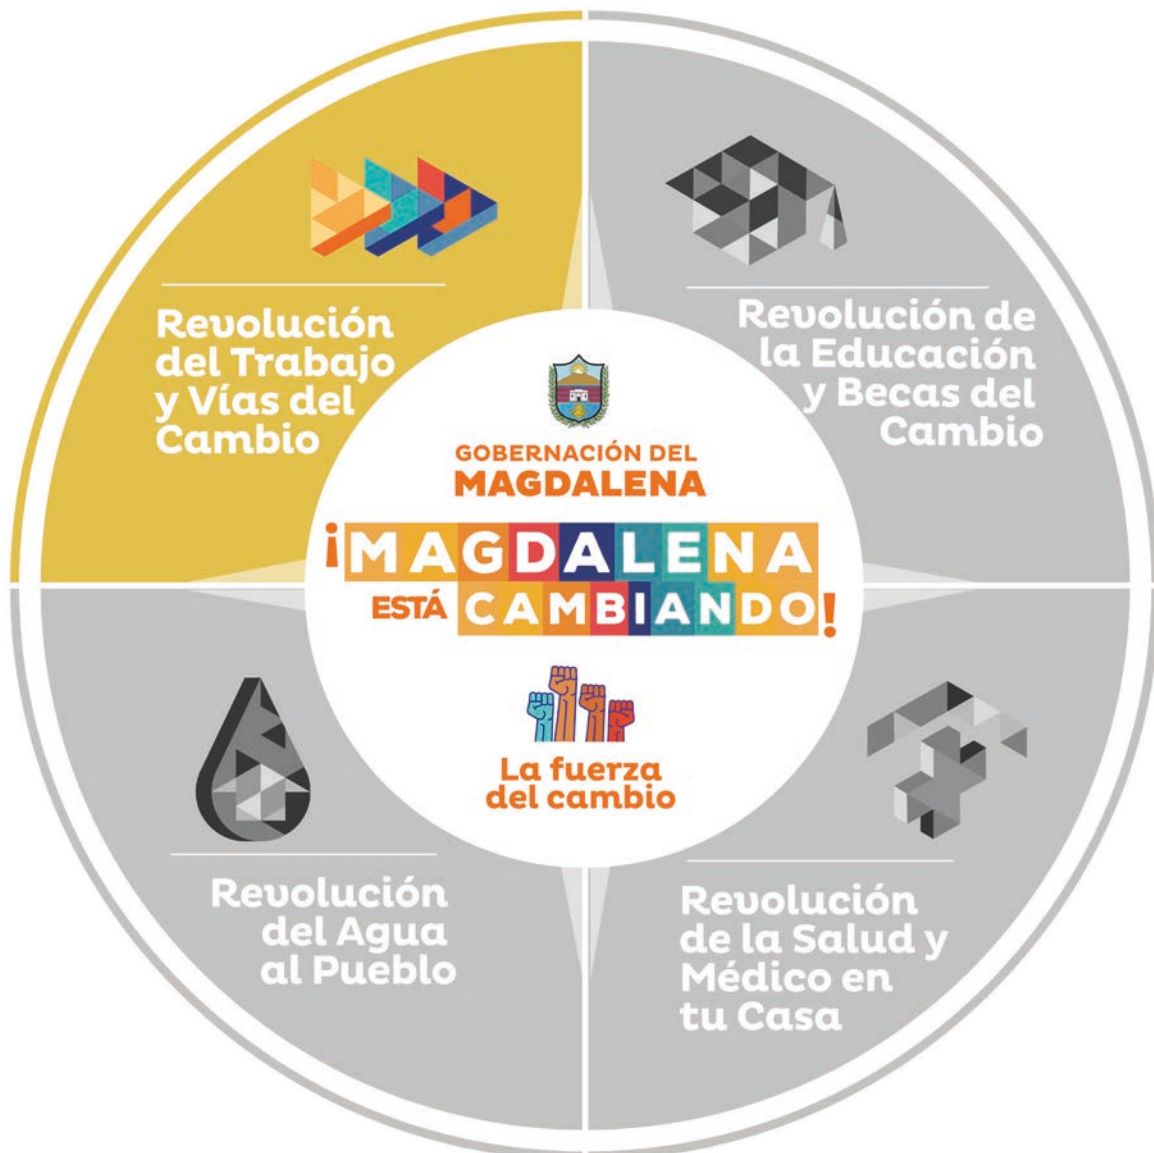 Revolución
del Trabajo
y Vías del
Cambio
Revolución de
la Educación
y Becas del
Cambio
GOBERNACIÓN DEL
MAGDALENA
¡MAGDALENA
ESTÁ CAMBIANDO!
La fuerza
del cambio
Revolución
del Agua
al Pueblo
Revolución
de la Salud y
Médico en
tu Casa